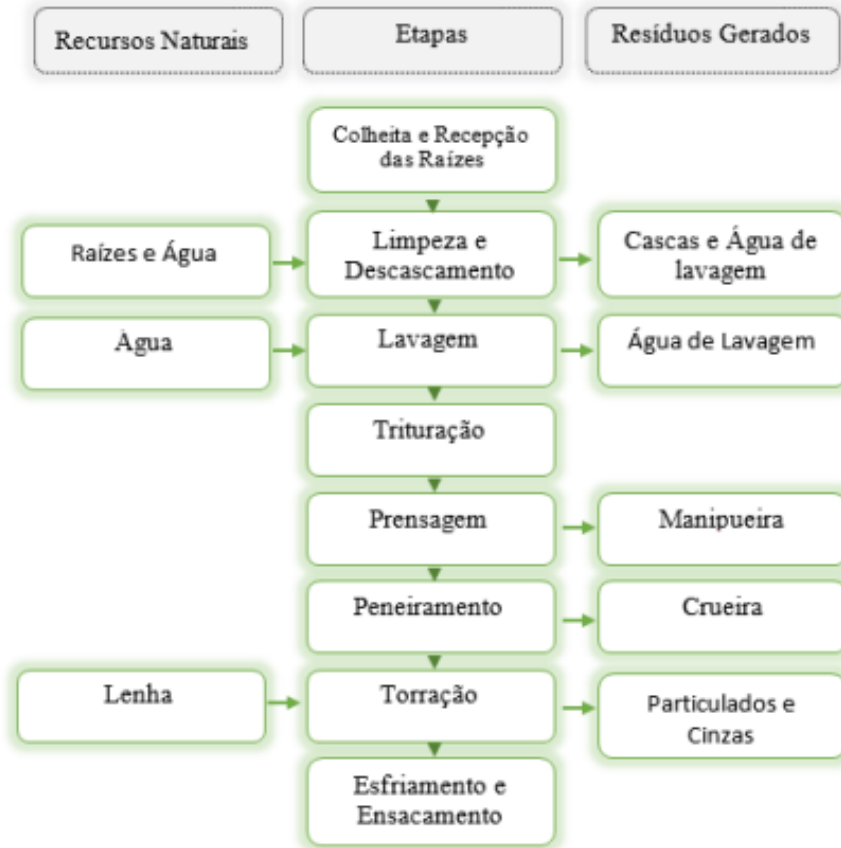 Recursos Naturais
Etapas
Resíduos Gerados
Colheita e Recepção
das Raízes
Raízes e Água
Limpeza e
Descascamento
Cascas e Água de
lavagem
Água
Lavagem
Água de Lavagem
Trituração
Prensagem
Manipueira
Peneiramento
Crueira
Lenha
Torração
Particulados e
Cinzas
Esfriamento e
Ensacamento